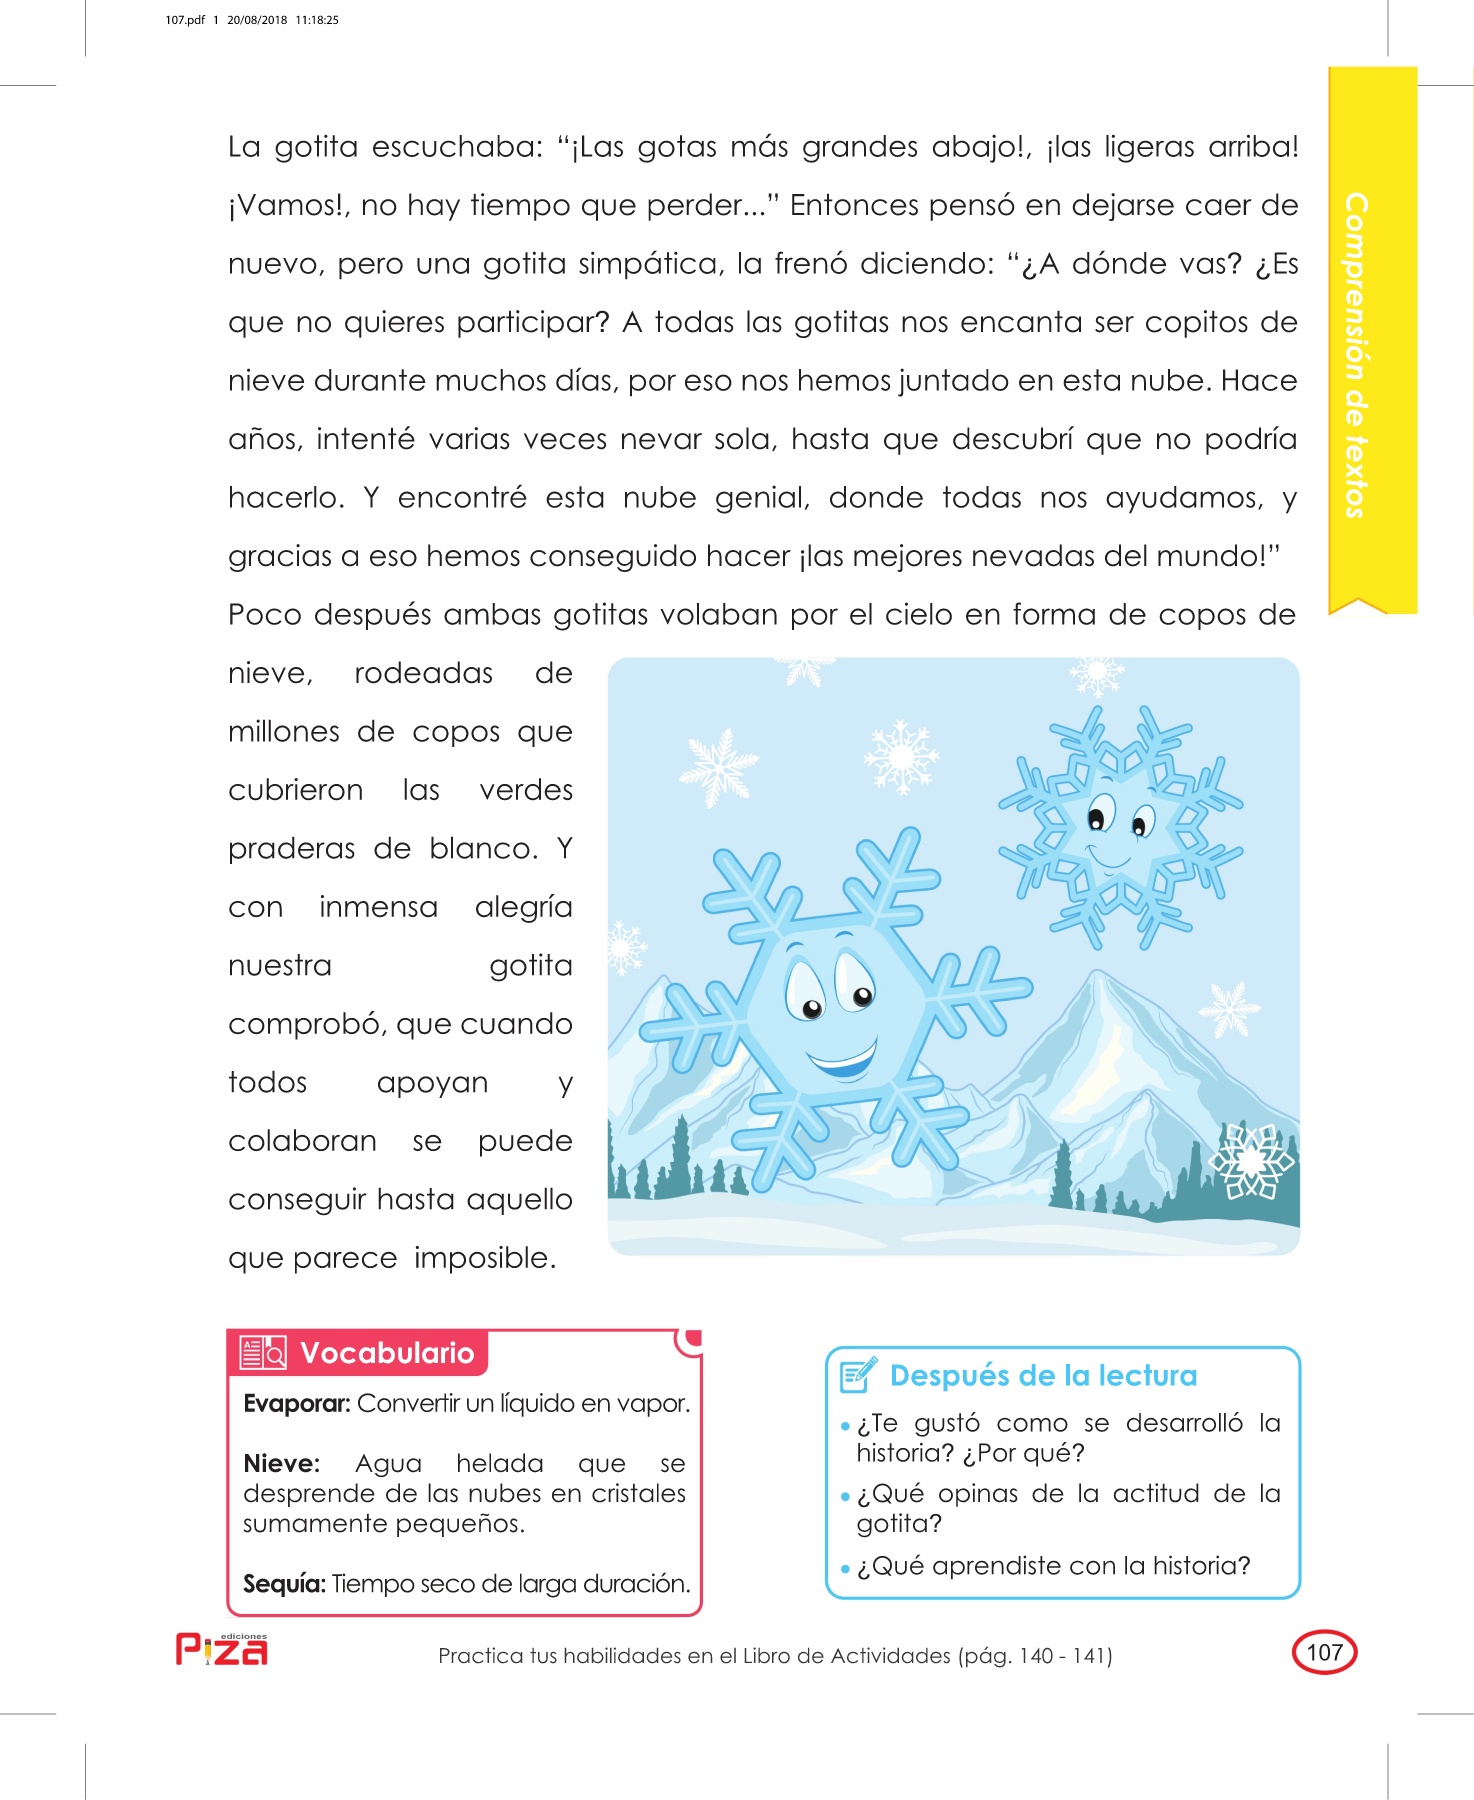 107.pdf 1 20/08/2018 11:18:25
La gotita escuchaba: “¡Las gotas más grandes abajo!, ¡las ligeras arriba!
¡Vamos!, no hay tiempo que perder...” Entonces pensó en dejarse caer de
nuevo, pero una gotita simpática, la frenó diciendo: “¿A dónde vas? ¿Es
que no quieres participar? A todas las gotitas nos encanta ser copitos de
nieve durante muchos días, por eso nos hemos juntado en esta nube. Hace
años, intenté varias veces nevar sola, hasta que descubrí que no podría
hacerlo. Y encontré esta nube genial, donde todas nos ayudamos, y
gracias a eso hemos conseguido hacer ¡las mejores nevadas del mundo!”
Poco después ambas gotitas volaban por el cielo en forma de copos de
nieve, rodeadas de
millones de copos que
cubrieron las verdes
praderas de blanco. Y
con inmensa alegría
nuestra gotita
comprobó, que cuando
todos apoyan y
colaboran se puede
conseguir hasta aquello
que parece imposible.
Comprensión de textos
Vocabulario
Evaporar: Convertir un líquido en vapor.
Nieve: Agua helada que se
desprende de las nubes en cristales
sumamente pequeños.
Sequía: Tiempo seco de larga duración.
Después de la lectura
• ¿Te gustó como se desarrolló la
historia? ¿Por qué?
• ¿Qué opinas de la actitud de la
gotita?
• ¿Qué aprendiste con la historia?
ediciones
Piza
Practica tus habilidades en el Libro de Actividades (pág. 140 - 141)
107